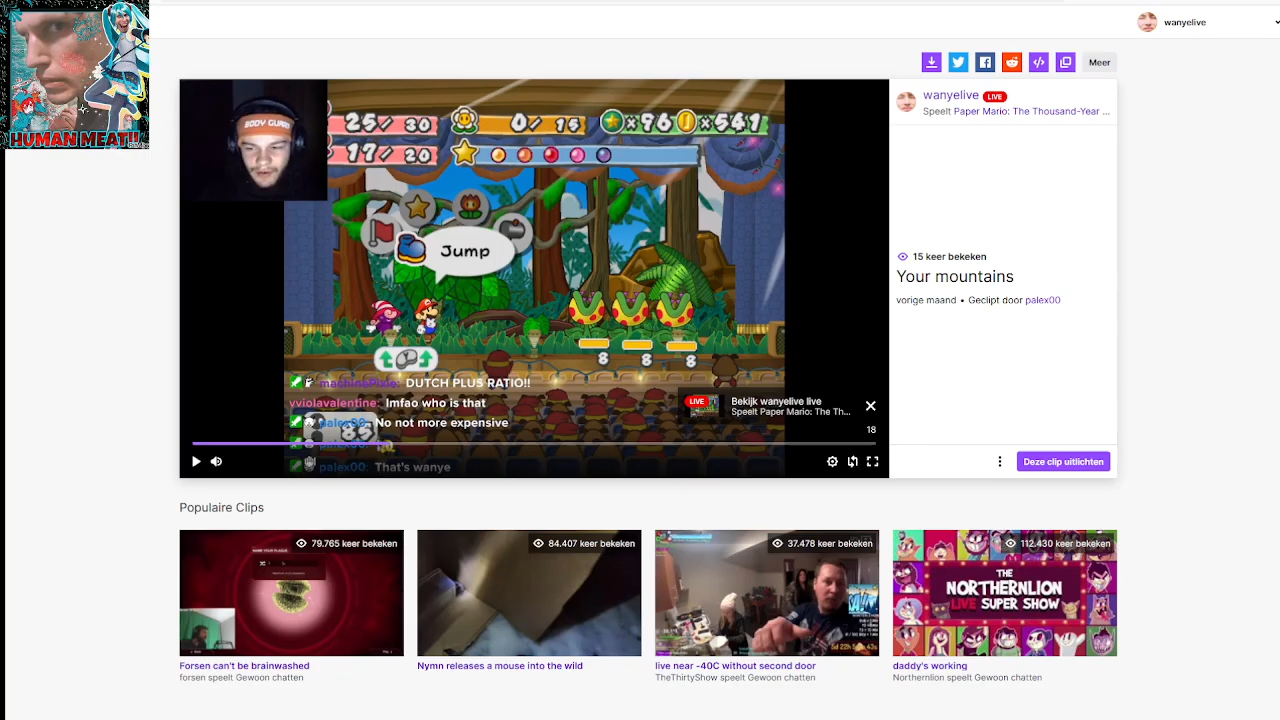 HUMAN MEAT!!
wanyelive
Meer
BODY GUARD
25/30
0/15
×96
×541
17/20
Jump
8
8
8
machinePixie: DUTCH PLUS RATIO!!
vviolavalentine: lmfao who is that
palex00: No not more expensive
palex00:
palex00: That's wanye
LIVE
Bekijk wanyelive live
Speelt Paper Mario: The Th...
18
wanyelive LIVE
Speelt Paper Mario: The Thousand-Year ...
15 keer bekeken
Your mountains
vorige maand • Geclipt door palex00
Deze clip uitlichten
Populaire Clips
79.765 keer bekeken
NAME YOUR PLAGUE
Forsen can't be brainwashed
forsen speelt Gewoon chatten
84.407 keer bekeken
Nymn releases a mouse into the wild
37.478 keer bekeken
live near -40C without second door
TheThirtyShow speelt Gewoon chatten
112.430 keer bekeken
THE
NORTHERNLION
LIVE SUPER SHOW
daddy's working
Northernlion speelt Gewoon chatten